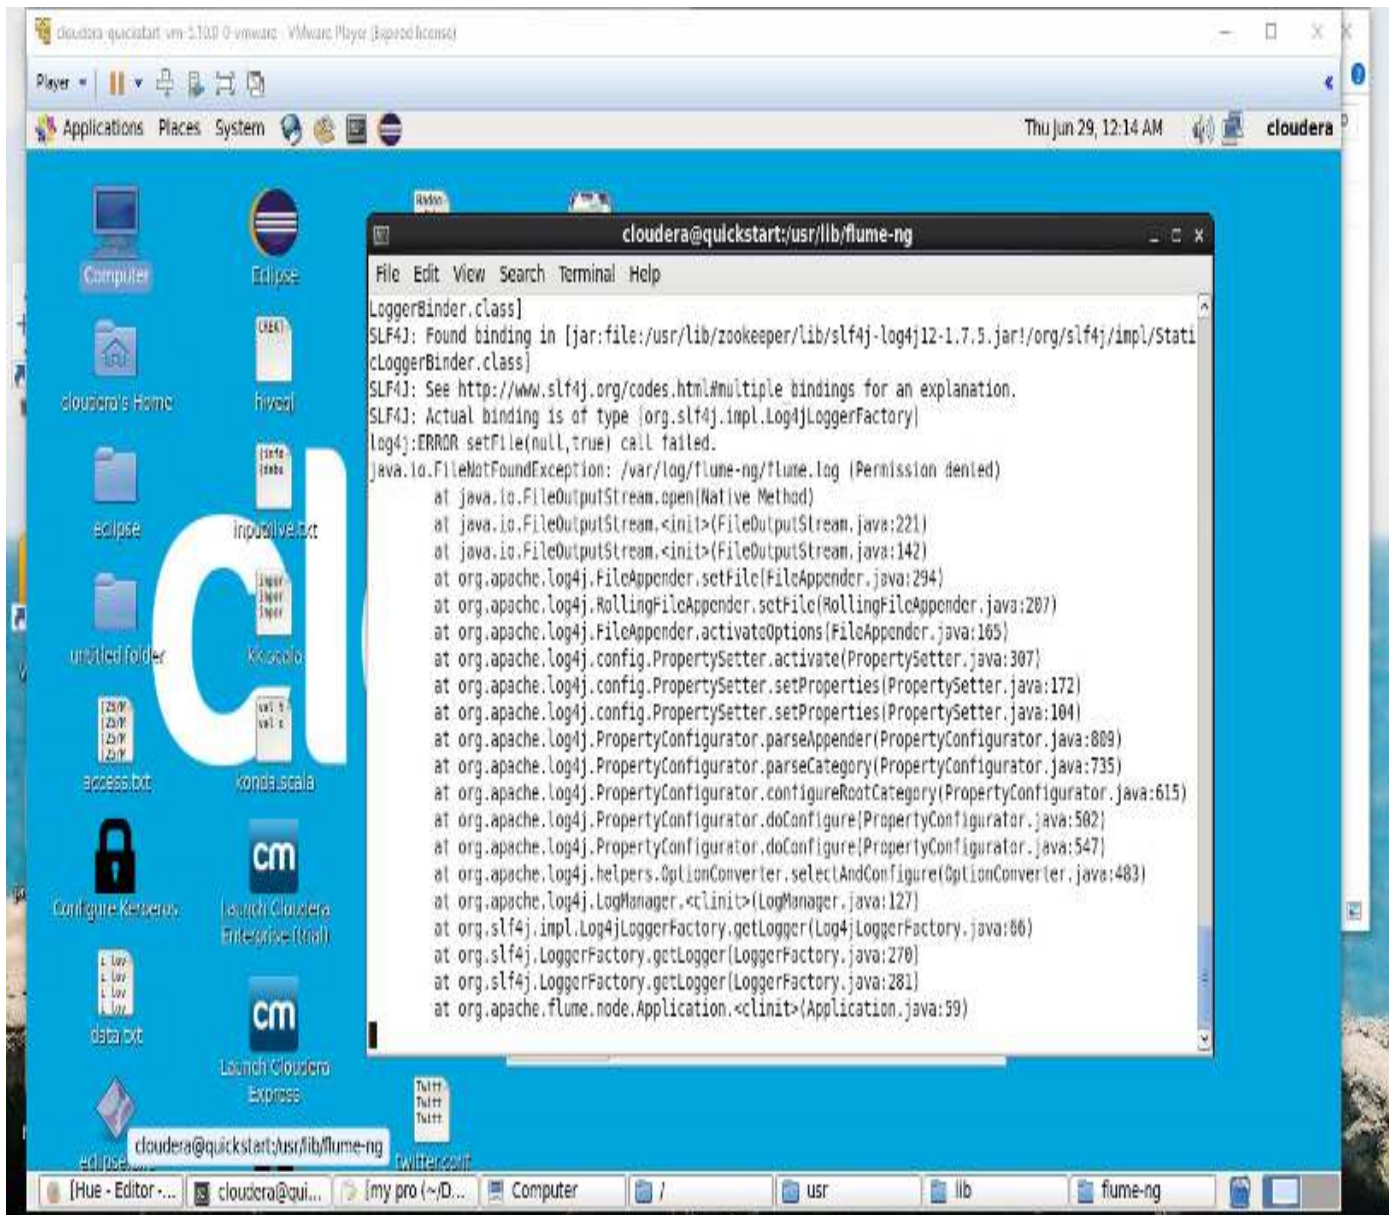 cloudera-quickstart-vm-5.10.0-0-vmware - VMware Player (Expired license)
Player
Applications Places System
Thu Jun 29, 12:14 AM
cloudera
Computer
Eclipse
cloudera's Home
hiveql
eclipse
untitled folder
kk.scala
access.txt
konda.scala
Configure Kerberos
Launch Cloudera
Enterprise (trial)
data.txt
Launch Cloudera
Express
twitter.conf
cloudera@quickstart:/usr/lib/flume-ng
File Edit View Search Terminal Help
LoggerBinder.class]
SLF4J: Found binding in [jar:file:/usr/lib/zookeeper/lib/slf4j-log4j12-1.7.5.jar!/org/slf4j/impl/Stati
cLoggerBinder.class]
SLF4J: See http://www.slf4j.org/codes.html#multiple_bindings for an explanation.
SLF4J: Actual binding is of type [org.slf4j.impl.Log4jLoggerFactory]
log4j:ERROR setFile(null,true) call failed.
java.io.FileNotFoundException: /var/log/flume-ng/flume.log (Permission denied)
at java.io.FileOutputStream.open(Native Method)
at java.io.FileOutputStream.<init>(FileOutputStream.java:221)
at java.io.FileOutputStream.<init>(FileOutputStream.java:142)
at org.apache.log4j.FileAppender.setFile(FileAppender.java:294)
at org.apache.log4j.RollingFileAppender.setFile(RollingFileAppender.java:207)
at org.apache.log4j.FileAppender.activateOptions(FileAppender.java:165)
at org.apache.log4j.config.PropertySetter.activate(PropertySetter.java:307)
at org.apache.log4j.config.PropertySetter.setProperties(PropertySetter.java:172)
at org.apache.log4j.config.PropertySetter.setProperties(PropertySetter.java:104)
at org.apache.log4j.PropertyConfigurator.parseAppender(PropertyConfigurator.java:809)
at org.apache.log4j.PropertyConfigurator.parseCategory(PropertyConfigurator.java:735)
at org.apache.log4j.PropertyConfigurator.configureRootCategory(PropertyConfigurator.java:615)
at org.apache.log4j.PropertyConfigurator.doConfigure(PropertyConfigurator.java:502)
at org.apache.log4j.PropertyConfigurator.doConfigure(PropertyConfigurator.java:547)
at org.apache.log4j.helpers.OptionConverter.selectAndConfigure(OptionConverter.java:483)
at org.apache.log4j.LogManager.<clinit>(LogManager.java:127)
at org.slf4j.impl.Log4jLoggerFactory.getLogger(Log4jLoggerFactory.java:66)
at org.slf4j.LoggerFactory.getLogger(LoggerFactory.java:270)
at org.slf4j.LoggerFactory.getLogger(LoggerFactory.java:281)
at org.apache.flume.node.Application.<clinit>(Application.java:59)
cloudera@quickstart:/usr/lib/flume-ng
[Hue - Editor -... cloudera@qui... [my pro (~/D... Computer / usr lib flume-ng